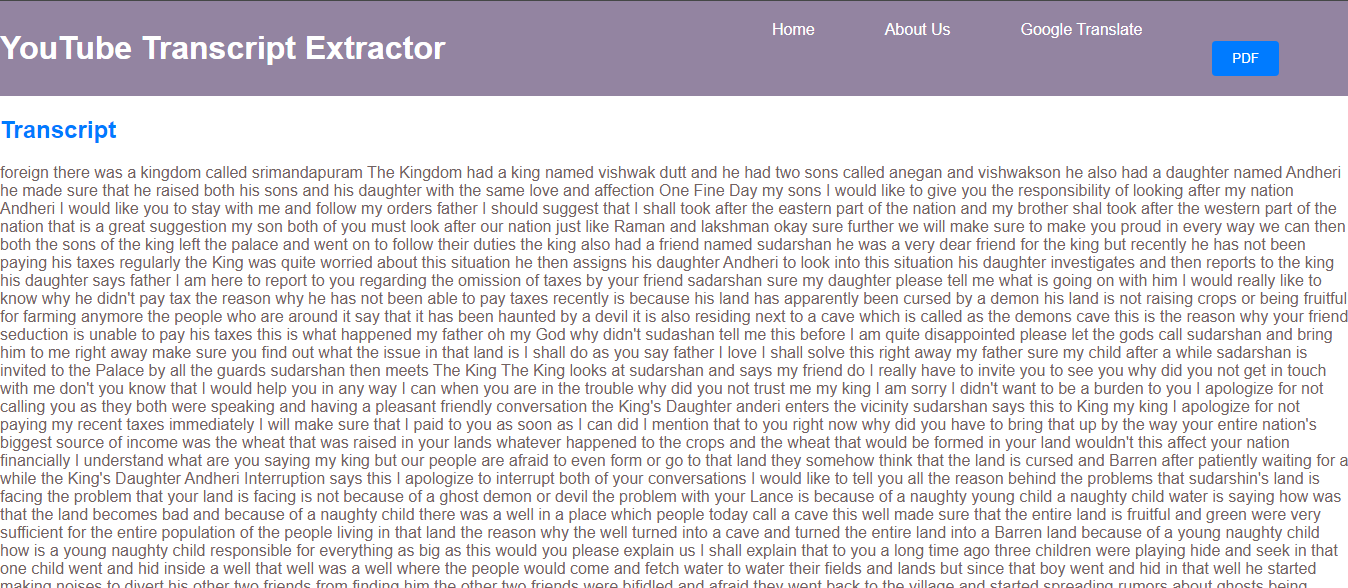 YouTube Transcript Extractor
Home
About Us
Google Translate
PDF
Transcript
foreign there was a kingdom called srimandapuram The Kingdom had a king named vishwak dutt and he had two sons called anegan and vishwakson he also had a daughter named Andheri
he made sure that he raised both his sons and his daughter with the same love and affection One Fine Day my sons I would like to give you the responsibility of looking after my nation
Andheri I would like you to stay with me and follow my orders father I should suggest that I shall took after the eastern part of the nation and my brother shal took after the western part of the
nation that is a great suggestion my son both of you must look after our nation just like Raman and lakshman okay sure further we will make sure to make you proud in every way we can then
both the sons of the king left the palace and went on to follow their duties the king also had a friend named sudarshan he was a very dear friend for the king but recently he has not been
paying his taxes regularly the King was quite worried about this situation he then assigns his daughter Andheri to look into this situation his daughter investigates and then reports to the king
his daughter says father I am here to report to you regarding the omission of taxes by your friend sadarshan sure my daughter please tell me what is going on with him I would really like to
know why he didn't pay tax the reason why he has not been able to pay taxes recently is because his land has apparently been cursed by a demon his land is not raising crops or being fruitful
for farming anymore the people who are around it say that it has been haunted by a devil it is also residing next to a cave which is called as the demons cave this is the reason why your friend
seduction is unable to pay his taxes this is what happened my father oh my God why didn't sudashan tell me this before I am quite disappointed please let the gods call sudarshan and bring
him to me right away make sure you find out what the issue in that land is I shall do as you say father I love I shall solve this right away my father sure my child after a while sadarshan is
invited to the Palace by all the guards sudarshan then meets The King The King looks at sudarshan and says my friend do I really have to invite you to see you why did you not get in touch
with me don't you know that I would help you in any way I can when you are in the trouble why did you not trust me my king I am sorry I didn't want to be a burden to you I apologize for not
calling you as they both were speaking and having a pleasant friendly conversation the King's Daughter anderi enters the vicinity sudarshan says this to King my king I apologize for not
paying my recent taxes immediately I will make sure that I paid to you as soon as I can did I mention that to you right now why did you have to bring that up by the way your entire nation's
biggest source of income was the wheat that was raised in your lands whatever happened to the crops and the wheat that would be formed in your land wouldn't this affect your nation
financially I understand what are you saying my king but our people are afraid to even form or go to that land they somehow think that the land is cursed and Barren after patiently waiting for a
while the King's Daughter Andheri Interruption says this I apologize to interrupt both of your conversations I would like to tell you all the reason behind the problems that sudarshin's land is
facing the problem that your land is facing is not because of a ghost demon or devil the problem with your Lance is because of a naughty young child a naughty child water is saying how was
that the land becomes bad and because of a naughty child there was a well in a place which people today call a cave this well made sure that the entire land is fruitful and green were very
sufficient for the entire population of the people living in that land the reason why the well turned into a cave and turned the entire land into a Barren land because of a young naughty child
how is a young naughty child responsible for everything as big as this would you please explain us I shall explain that to you a long time ago three children were playing hide and seek in that
one child went and hid inside a well that well was a well where the people would come and fetch water to water their fields and lands but since that boy went and hid in that well he started
making noises to divert his other two friends from finding him the other two friends were bifidled and afraid they went back to the village and started spreading rumors about ghosts being